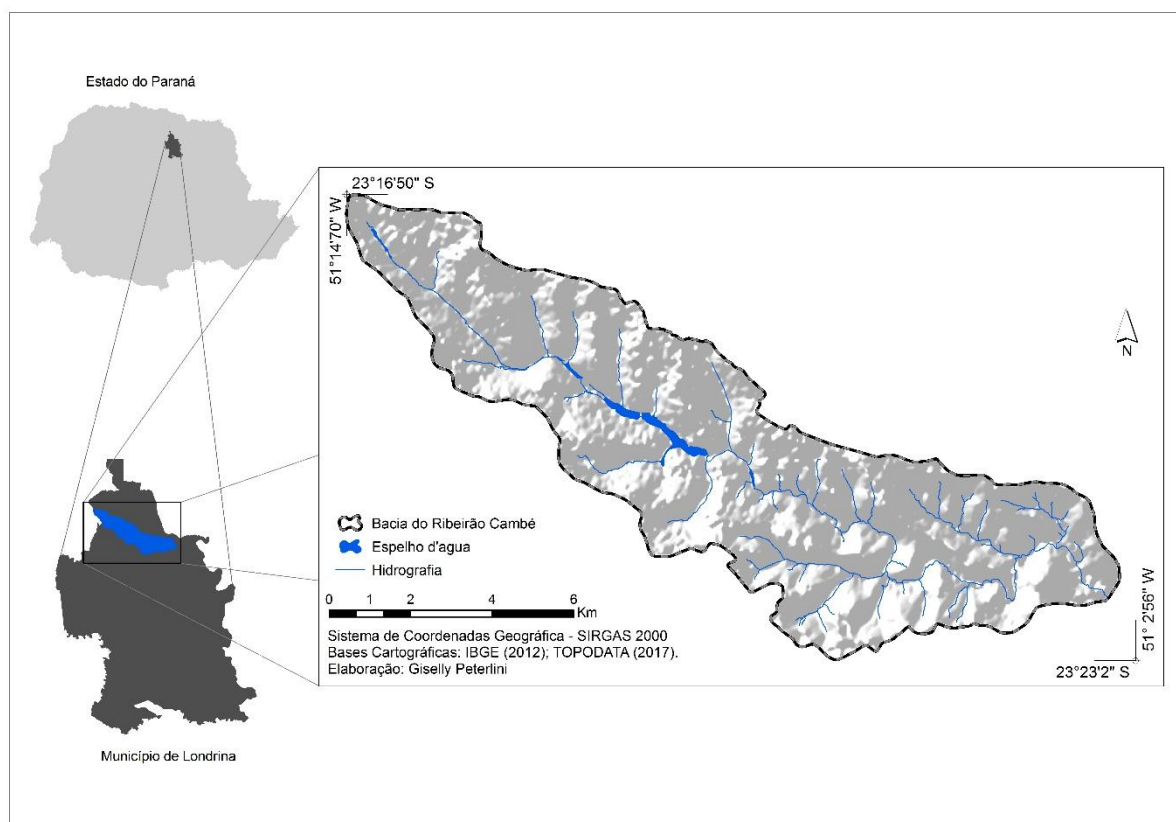 Estado do Paraná
23°16'50" S
51°14'70" W
N
Bacia do Ribeirão Cambé
Espelho d'agua
Hidrografia
0 1 2 4 6
Km
Sistema de Coordenadas Geográfica - SIRGAS 2000
Bases Cartográficas: IBGE (2012); TOPODATA (2017).
Elaboração: Giselly Peterlini
51° 2'56" W
23°23'2" S
Município de Londrina